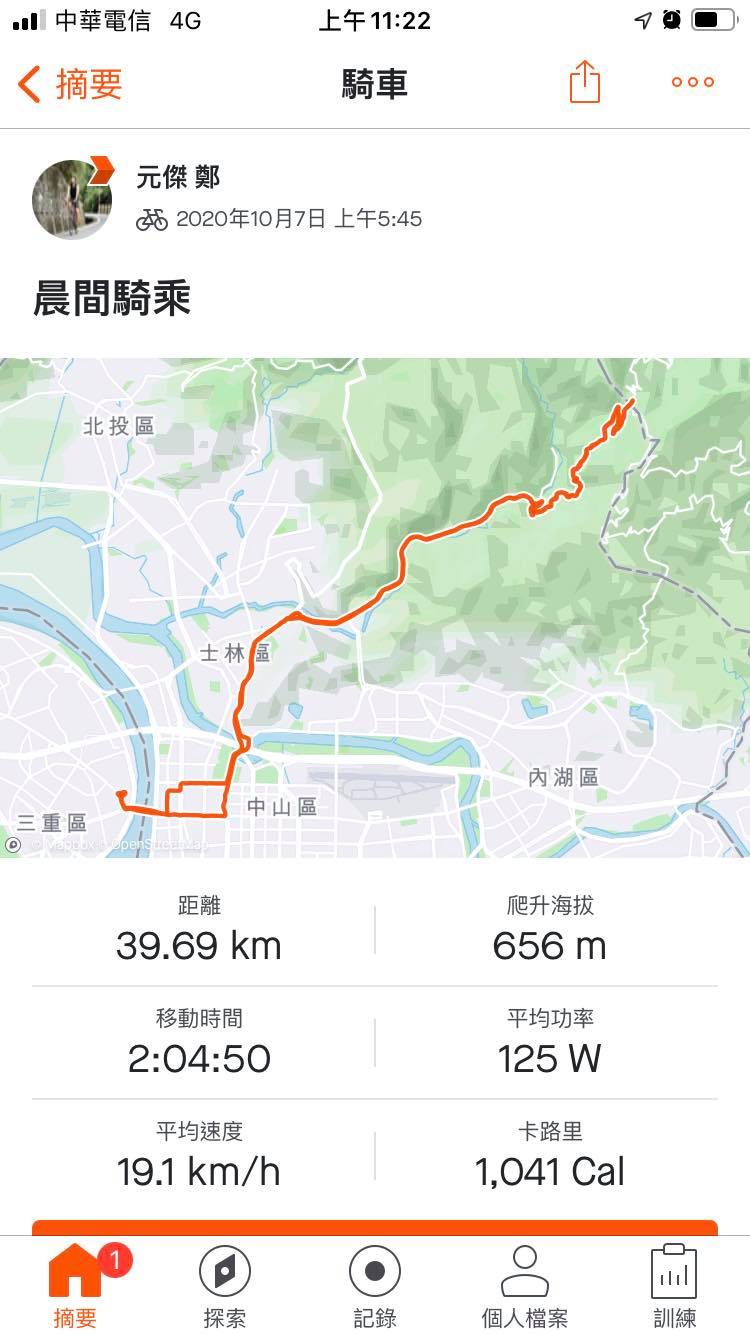 中華電信 4G 上午11:22
摘要 騎車
元傑 鄭
2020年10月7日 上午5:45
晨間騎乘
北投區
士林區
內湖區
中山區
三重區
© Mapbox © OpenStreetMap
距離 爬升海拔
39.69 km 656 m
移動時間 平均功率
2:04:50 125 W
平均速度 卡路里
19.1 km/h 1,041 Cal
1
摘要 探索 記錄 個人檔案 訓練